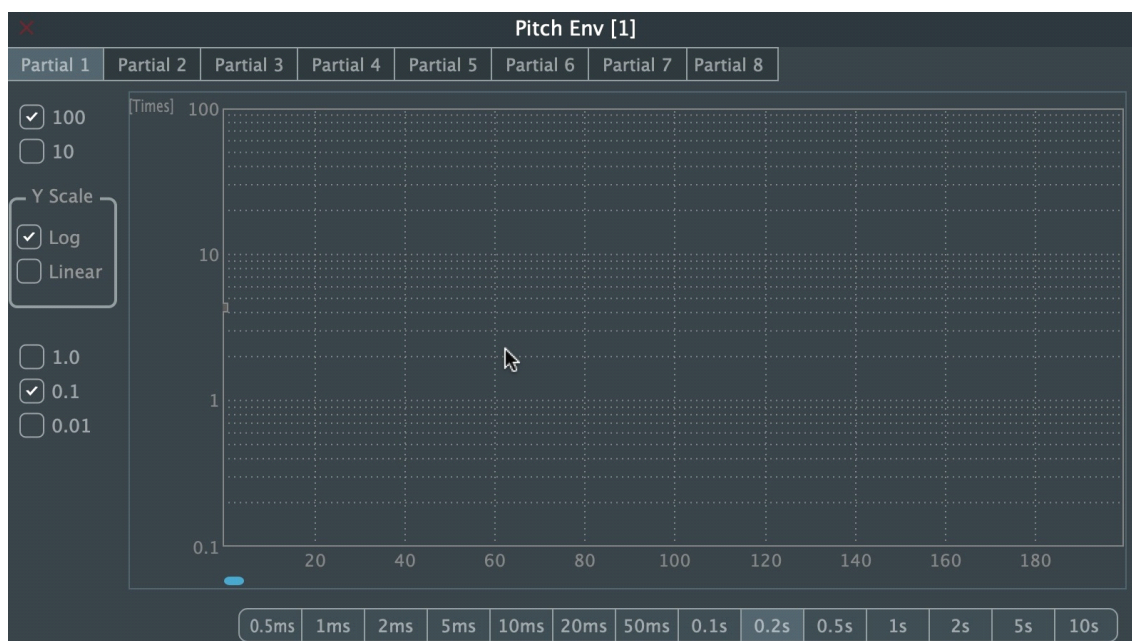 Pitch Env [1]
Partial 1 Partial 2 Partial 3 Partial 4 Partial 5 Partial 6 Partial 7 Partial 8
100
10
Y Scale
Log
Linear
1.0
0.1
0.01
[Times] 100
10
1
0.1
20 40 60 80 100 120 140 160 180
0.5ms 1ms 2ms 5ms 10ms 20ms 50ms 0.1s 0.2s 0.5s 1s 2s 5s 10s